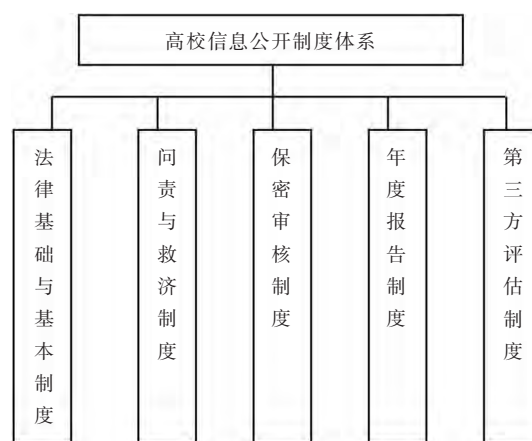 高校信息公开制度体系
法律基础与基本制度
问责与救济制度
保密审核制度
年度报告制度
第三方评估制度